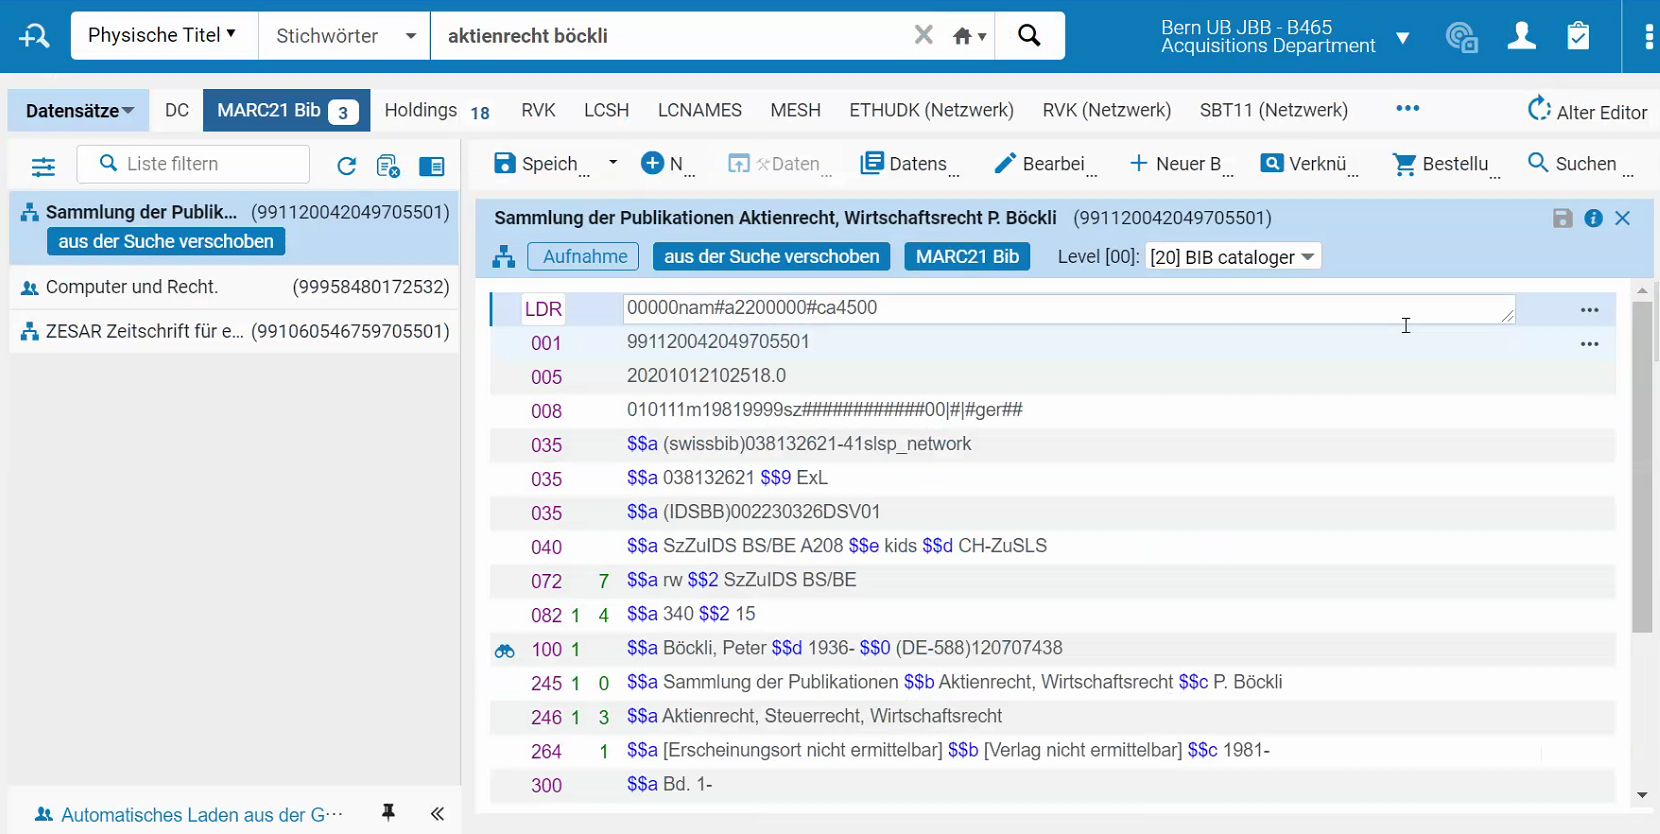 Physische Titel Stichwörter aktienrecht böckli Bern UB JBB - B465
Acquisitions Department
Datensätze DC MARC21 Bib 3 Holdings 18 RVK LCSH LCNAMES MESH ETHUDK (Netzwerk) RVK (Netzwerk) SBT11 (Netzwerk) ••• Alter Editor
Liste filtern
Speich... N... Daten... Datens... Bearbei... Neuer B... Verknü... Bestellu... Suchen ...
Sammlung der Publik... (991120042049705501)
aus der Suche verschoben
Computer und Recht. (99958480172532)
ZESAR Zeitschrift für e... (991060546759705501)
Automatisches Laden aus der G...
Sammlung der Publikationen Aktienrecht, Wirtschaftsrecht P. Böckli (991120042049705501)
Aufnahme aus der Suche verschoben MARC21 Bib Level [00]: [20] BIB cataloger
LDR 00000nam#a2200000#ca4500 ...
001 991120042049705501 ...
005 20201012102518.0
008 010111m19819999sz############00|#|#ger##
035 $$a (swissbib)038132621-41slsp_network
035 $$a 038132621 $$9 ExL
035 $$a (IDSBB)002230326DSV01
040 $$a SzZuIDS BS/BE A208 $$e kids $$d CH-ZuSLS
072 7 $$a rw $$2 SzZuIDS BS/BE
082 1 4 $$a 340 $$2 15
100 1 $$a Böckli, Peter $$d 1936- $$0 (DE-588)120707438
245 1 0 $$a Sammlung der Publikationen $$b Aktienrecht, Wirtschaftsrecht $$c P. Böckli
246 1 3 $$a Aktienrecht, Steuerrecht, Wirtschaftsrecht
264 1 $$a [Erscheinungsort nicht ermittelbar] $$b [Verlag nicht ermittelbar] $$c 1981-
300 $$a Bd. 1-